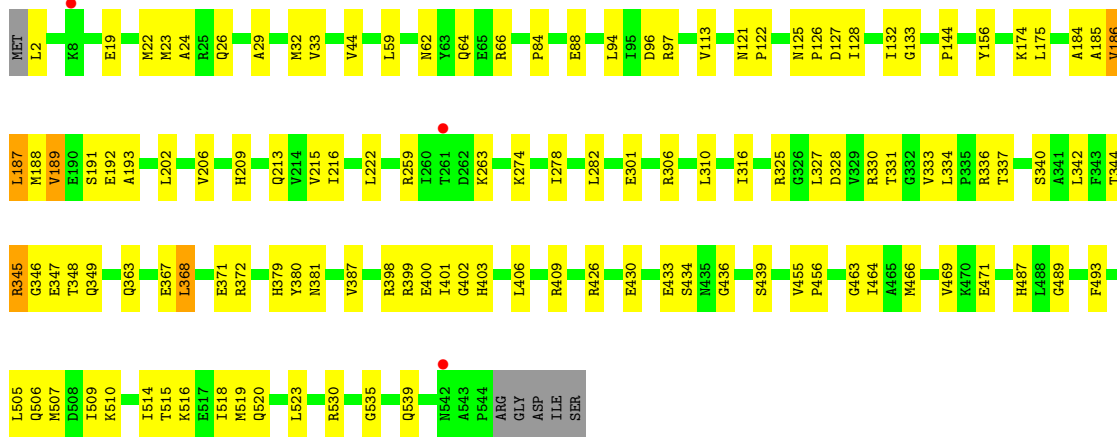 MET L2 K8 E19 M22 M23 A24 R25 Q26 A29 M32 V33 V44 L59 N62 Y63 Q64 E65 R66 P84 E88 L94 I95 D96 R97 V113 N121 P122 N125 P126 D127 I128 I132 G133 P144 Y156 K174 L175 A184 A185 V186
L187 M188 V189 E190 S191 E192 A193 L202 V206 H209 Q213 V214 V215 I216 L222 R259 I260 T261 D262 K263 K274 I278 L282 E301 R306 L310 I316 R325 G326 L327 D328 V329 R330 T331 G332 V333 L334 P335 R336 T337 S340 A341 L342 F343 T344
R345 G346 E347 T348 Q349 Q363 E367 L368 E371 R372 H379 Y380 N381 V387 R398 R399 E400 I401 G402 H403 L406 R409 R426 E430 E433 S434 N435 G436 S439 V455 P456 G463 I464 A465 M466 V469 K470 E471 H487 L488 G489 F493
L505 Q506 M507 D508 I509 K510 I514 T515 K516 E517 I518 M519 Q520 L523 R530 G535 Q539 N542 A543 P544 ARG GLY ASP ILE SER